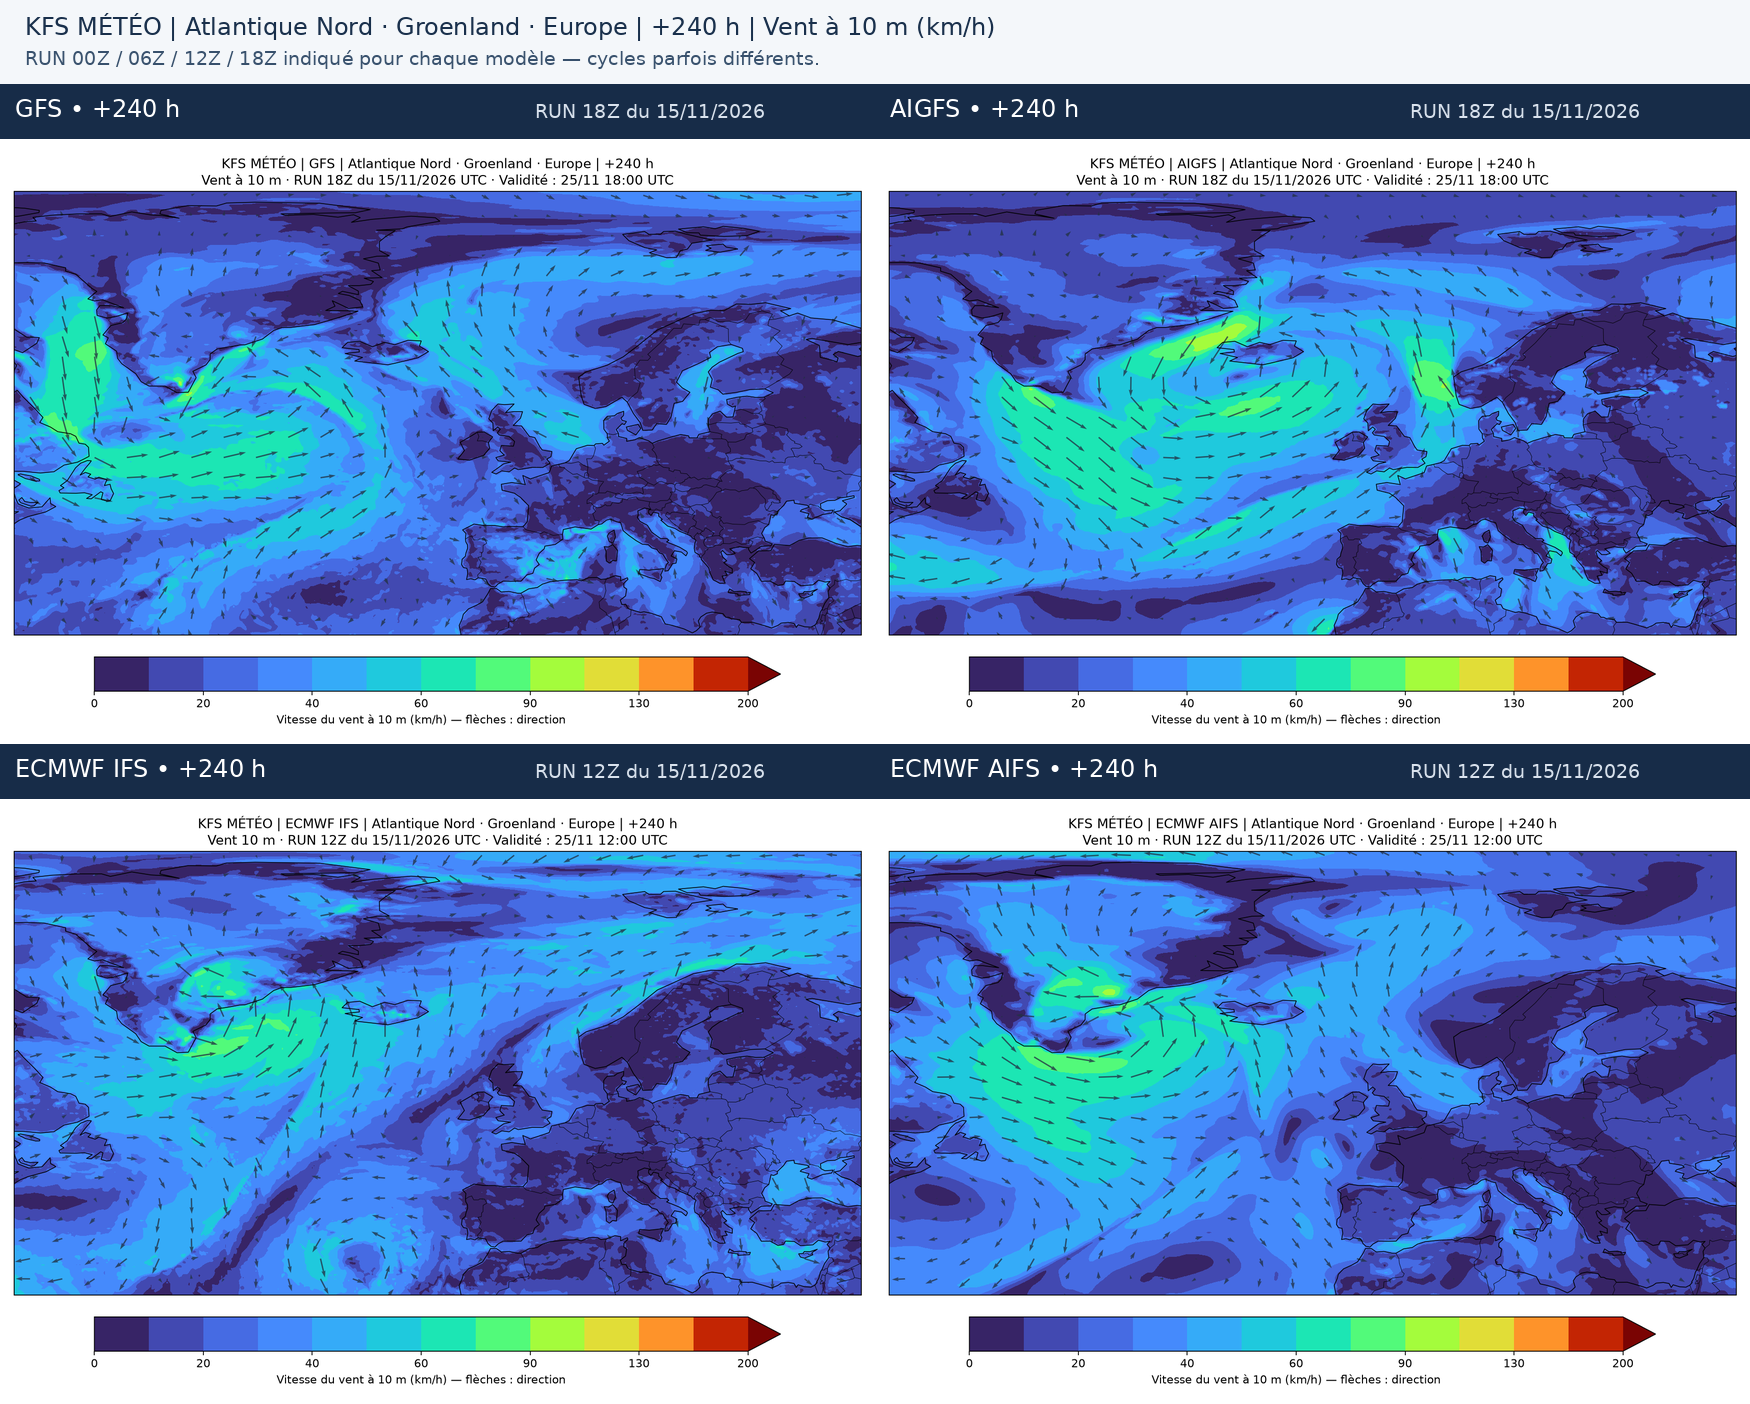 KFS MÉTÉO | Atlantique Nord · Groenland · Europe | +240 h | Vent à 10 m (km/h)
RUN 00Z / 06Z / 12Z / 18Z indiqué pour chaque modèle — cycles parfois différents.
GFS • +240 h
RUN 18Z du 15/11/2026
KFS MÉTÉO | GFS | Atlantique Nord · Groenland · Europe | +240 h
Vent à 10 m · RUN 18Z du 15/11/2026 UTC · Validité : 25/11 18:00 UTC
0 20 40 60 90 130 200
Vitesse du vent à 10 m (km/h) — flèches : direction
AIGFS • +240 h
RUN 18Z du 15/11/2026
KFS MÉTÉO | AIGFS | Atlantique Nord · Groenland · Europe | +240 h
Vent à 10 m · RUN 18Z du 15/11/2026 UTC · Validité : 25/11 18:00 UTC
0 20 40 60 90 130 200
Vitesse du vent à 10 m (km/h) — flèches : direction
ECMWF IFS • +240 h
RUN 12Z du 15/11/2026
KFS MÉTÉO | ECMWF IFS | Atlantique Nord · Groenland · Europe | +240 h
Vent 10 m · RUN 12Z du 15/11/2026 UTC · Validité : 25/11 12:00 UTC
0 20 40 60 90 130 200
Vitesse du vent à 10 m (km/h) — flèches : direction
ECMWF AIFS • +240 h
RUN 12Z du 15/11/2026
KFS MÉTÉO | ECMWF AIFS | Atlantique Nord · Groenland · Europe | +240 h
Vent 10 m · RUN 12Z du 15/11/2026 UTC · Validité : 25/11 12:00 UTC
0 20 40 60 90 130 200
Vitesse du vent à 10 m (km/h) — flèches : direction